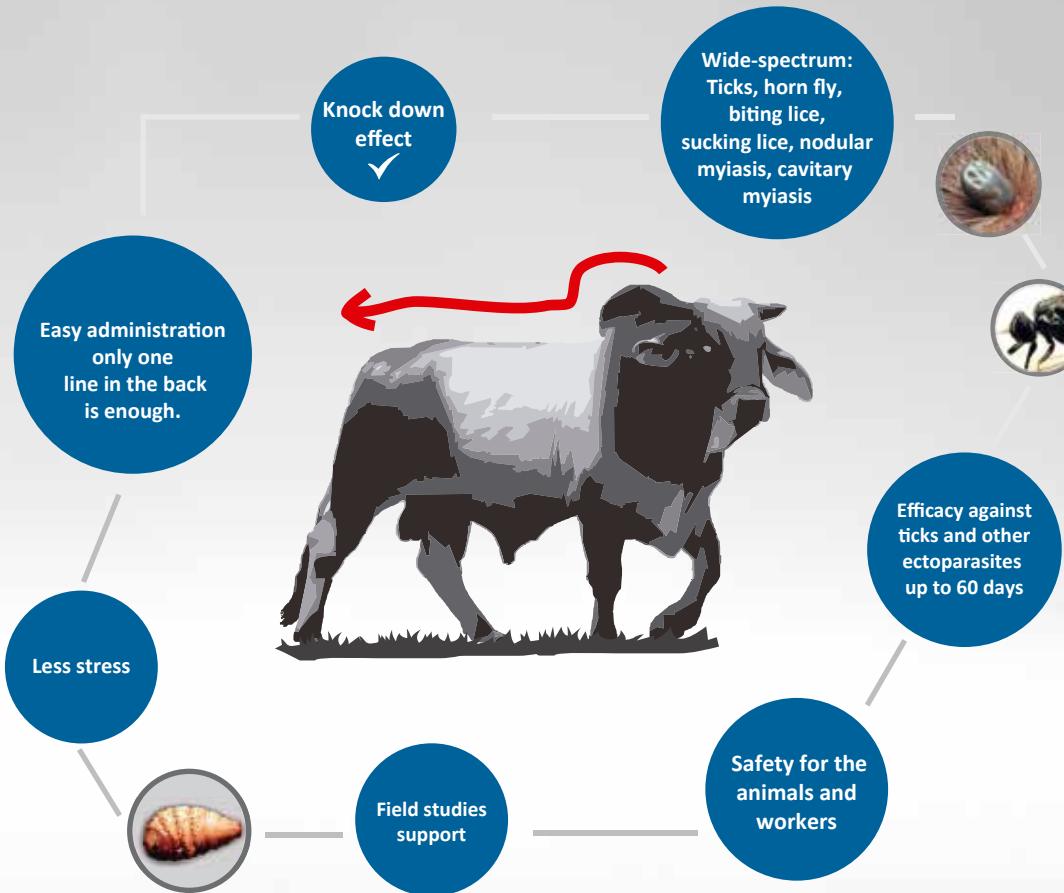 Knock down
effect
✓
Wide-spectrum:
Ticks, horn fly,
biting lice,
sucking lice, nodular
myiasis, cavitary
myiasis
Easy administration
only one
line in the back
is enough.
Efficacy against
ticks and other
ectoparasites
up to 60 days
Less stress
Field studies
support
Safety for the
animals and
workers